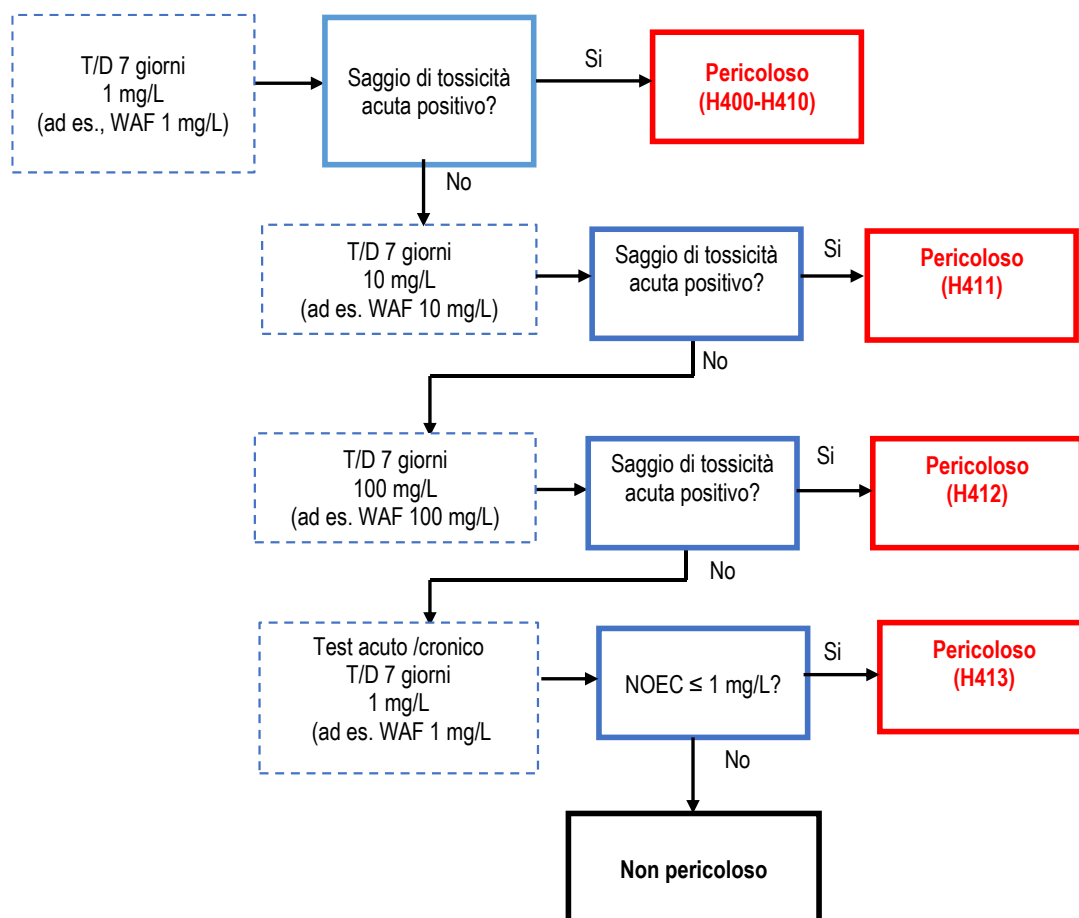 T/D 7 giorni
1 mg/L
(ad es., WAF 1 mg/L)
Saggio di tossicità
acuta positivo?
Si
Pericoloso
(H400-H410)
No
T/D 7 giorni
10 mg/L
(ad es. WAF 10 mg/L)
Saggio di tossicità
acuta positivo?
Si
Pericoloso
(H411)
No
T/D 7 giorni
100 mg/L
(ad es. WAF 100 mg/L)
Saggio di tossicità
acuta positivo?
Si
Pericoloso
(H412)
No
Test acuto /cronico
T/D 7 giorni
1 mg/L
(ad es. WAF 1 mg/L
NOEC ≤ 1 mg/L?
Si
Pericoloso
(H413)
No
Non pericoloso